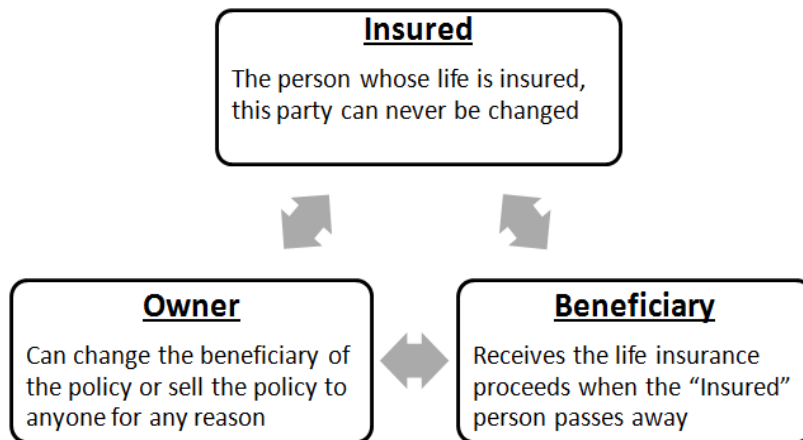 Insured
The person whose life is insured,
this party can never be changed
Owner
Can change the beneficiary of
the policy or sell the policy to
anyone for any reason
Beneficiary
Receives the life insurance
proceeds when the “Insured”
person passes away